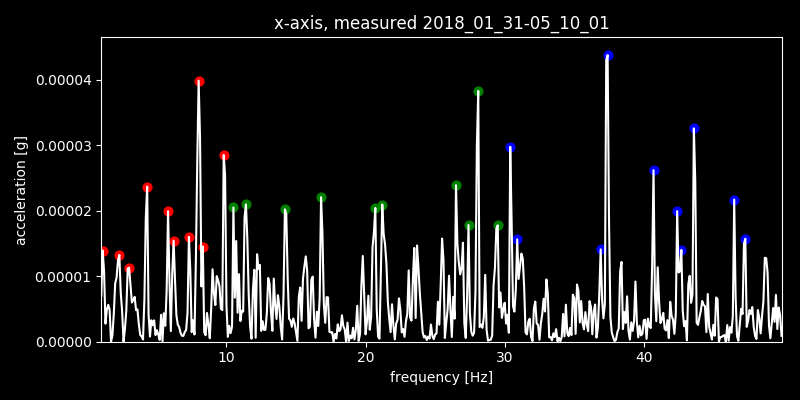 x-axis, measured 2018_01_31-05_10_01
0.00004
0.00003
0.00002
0.00001
0.00000
acceleration [g]
10 20 30 40
frequency [Hz]